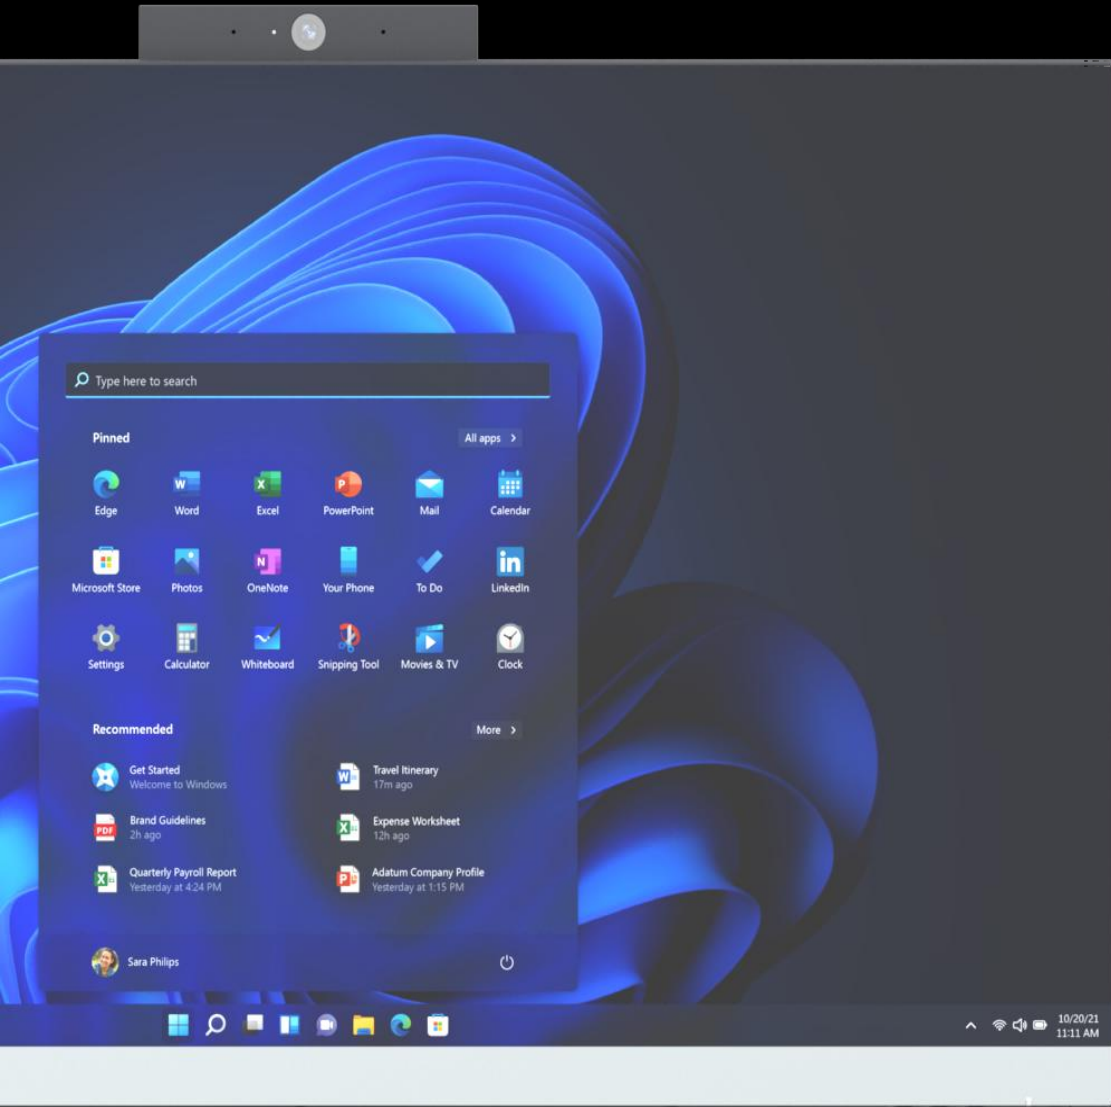 Type here to search
Pinned
All apps
Edge
Word
Excel
PowerPoint
Mail
Calendar
Microsoft Store
Photos
OneNote
Your Phone
To Do
LinkedIn
Settings
Calculator
Whiteboard
Snipping Tool
Movies & TV
Clock
Recommended
More
Get Started
Welcome to Windows
Travel Itinerary
17m ago
Brand Guidelines
2h ago
Expense Worksheet
12h ago
Quarterly Payroll Report
Yesterday at 4:24 PM
Adatum Company Profile
Yesterday at 1:15 PM
Sara Philips
10/20/21
11:11 AM